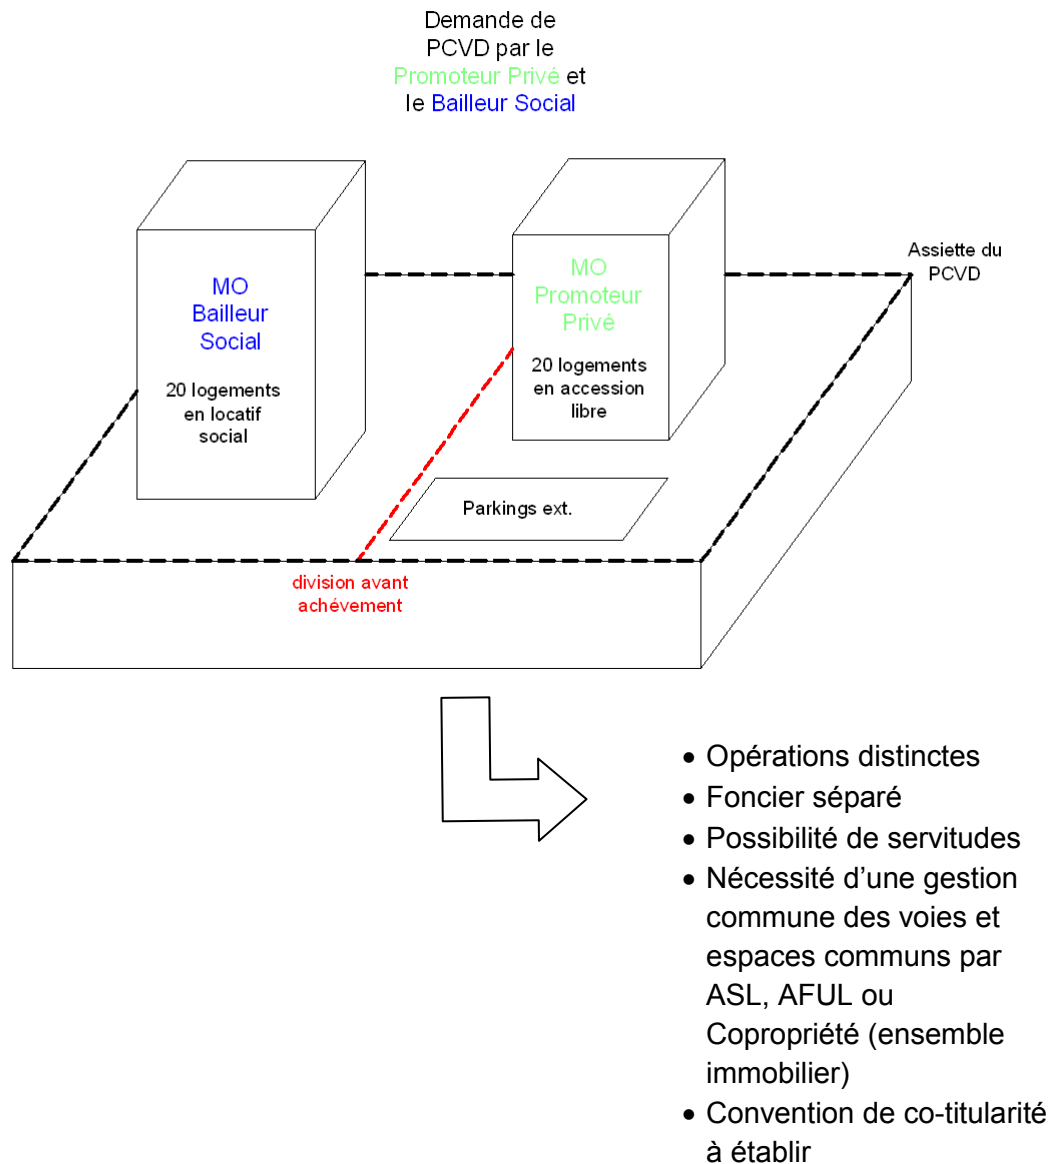 Demande de
PCVD par le
Promoteur Privé et
le Bailleur Social
Assiette du
PCVD
MO
Bailleur
Social
20 logements
en locatif
social
MO
Promoteur
Privé
20 logements
en accession
libre
Parkings ext.
division avant
achévement
• Opérations distinctes
• Foncier séparé
• Possibilité de servitudes
• Nécessité d'une gestion
commune des voies et
espaces communs par
ASL, AFUL ou
Copropriété (ensemble
immobilier)
• Convention de co-titularité
à établir